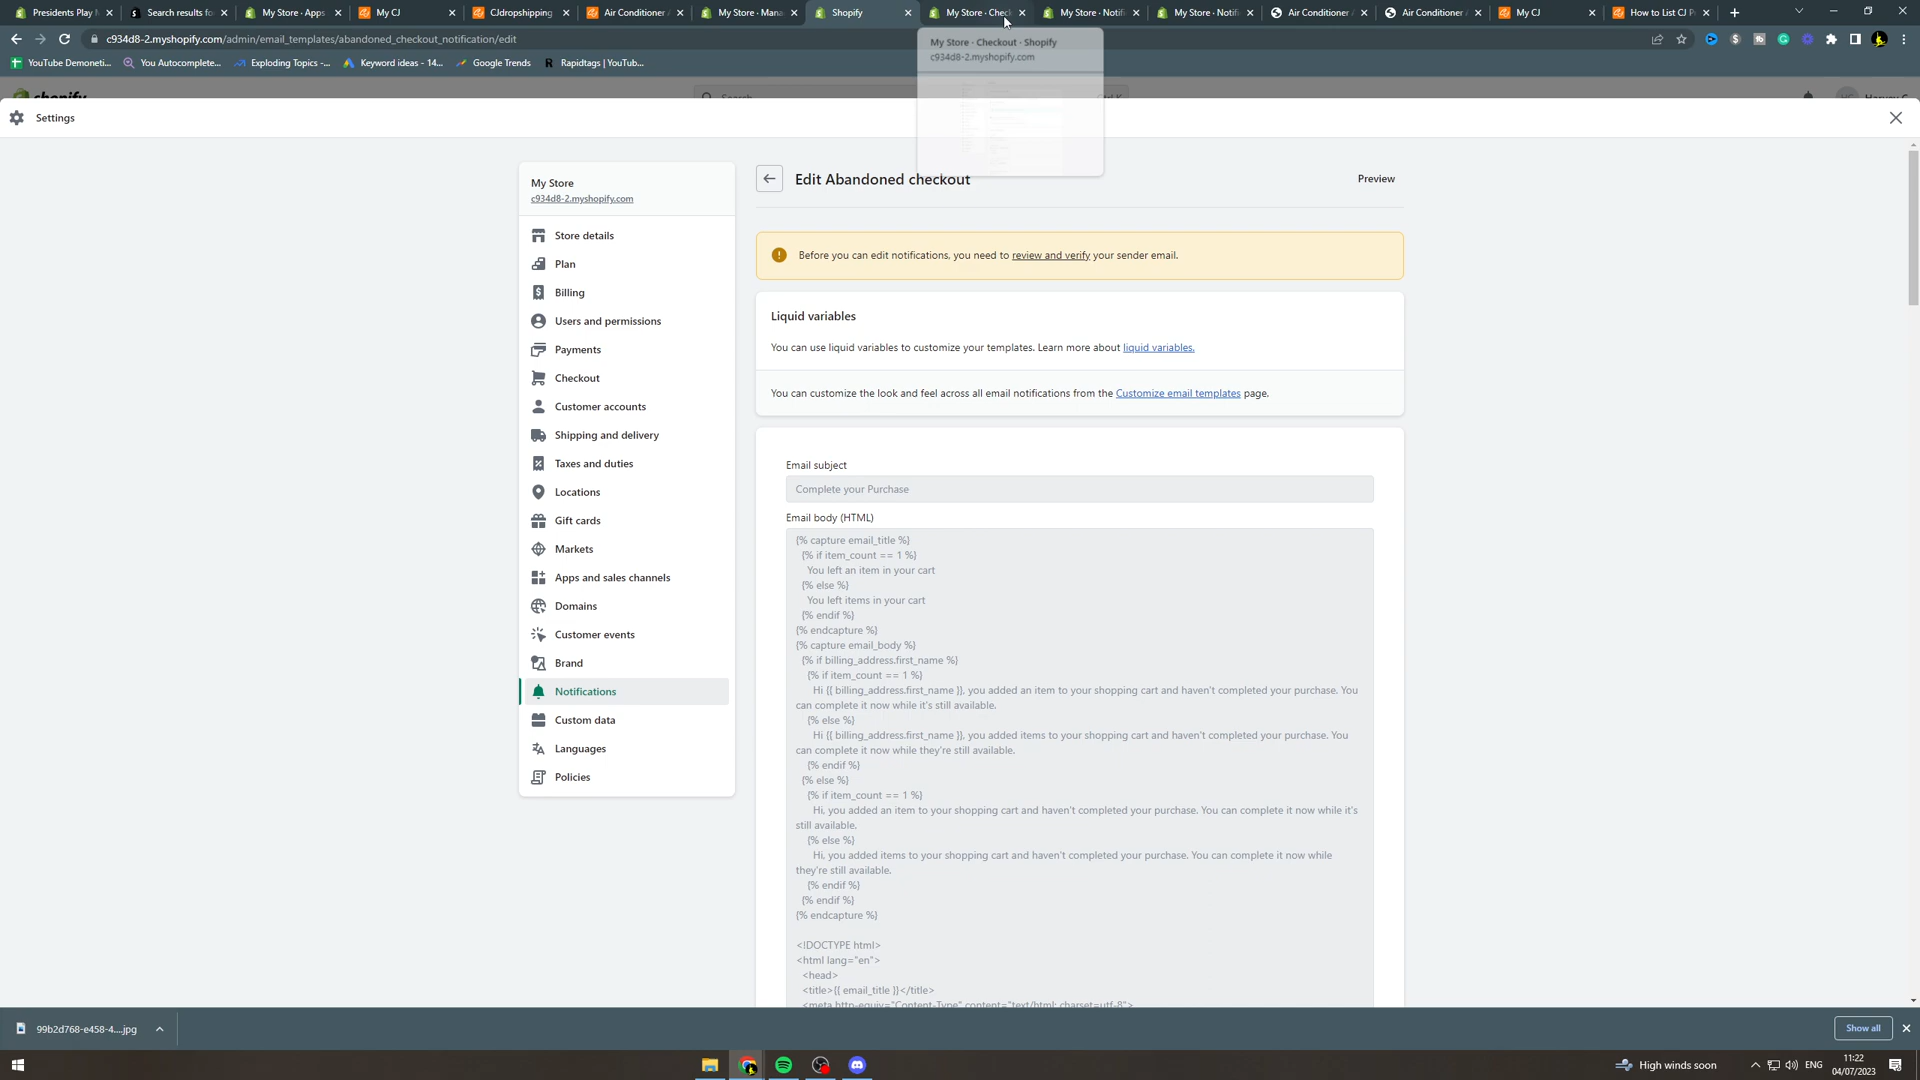 Presidents Play M
Search results fo
My Store · Apps
My CJ
CJdropshipping
Air Conditioner A
My Store · Mana
Shopify
My Store · Chec
My Store · Notifi
My Store · Notifi
Air Conditioner
Air Conditioner
My CJ
How to List CJ P
c934d8-2.myshopify.com/admin/email_templates/abandoned_checkout_notification/edit
YouTube Demoneti...
You Autocomplete...
Exploding Topics -...
Keyword ideas - 14...
Google Trends
Rapidtags | YouTub...
My Store · Checkout · Shopify
c934d8-2.myshopify.com
Settings
My Store
c934d8-2.myshopify.com
Store details
Plan
Billing
Users and permissions
Payments
Checkout
Customer accounts
Shipping and delivery
Taxes and duties
Locations
Gift cards
Markets
Apps and sales channels
Domains
Customer events
Brand
Notifications
Custom data
Languages
Policies
Edit Abandoned checkout
Preview
Before you can edit notifications, you need to review and verify your sender email.
Liquid variables
You can use liquid variables to customize your templates. Learn more about liquid variables.
You can customize the look and feel across all email notifications from the Customize email templates page.
Email subject
Complete your Purchase
Email body (HTML)
{% capture email_title %}
{% if item_count == 1 %}
You left an item in your cart
{% else %}
You left items in your cart
{% endif %}
{% endcapture %}
{% capture email_body %}
{% if billing_address.first_name %}
{% if item_count == 1 %}
Hi {{ billing_address.first_name }}, you added an item to your shopping cart and haven't completed your purchase. You
can complete it now while it's still available.
{% else %}
Hi {{ billing_address.first_name }}, you added items to your shopping cart and haven't completed your purchase. You
can complete it now while they're still available.
{% endif %}
{% else %}
{% if item_count == 1 %}
Hi, you added an item to your shopping cart and haven't completed your purchase. You can complete it now while it's
still available.
{% else %}
Hi, you added items to your shopping cart and haven't completed your purchase. You can complete it now while
they're still available.
{% endif %}
{% endif %}
{% endcapture %}
<!DOCTYPE html>
<html lang="en">
<head>
<title>{{ email_title }}</title>
<meta http-equiv="Content-Type" content="text/html; charset=utf-8">
99b2d768-e458-4....jpg
Show all
High winds soon
ENG
11:22
04/07/2023